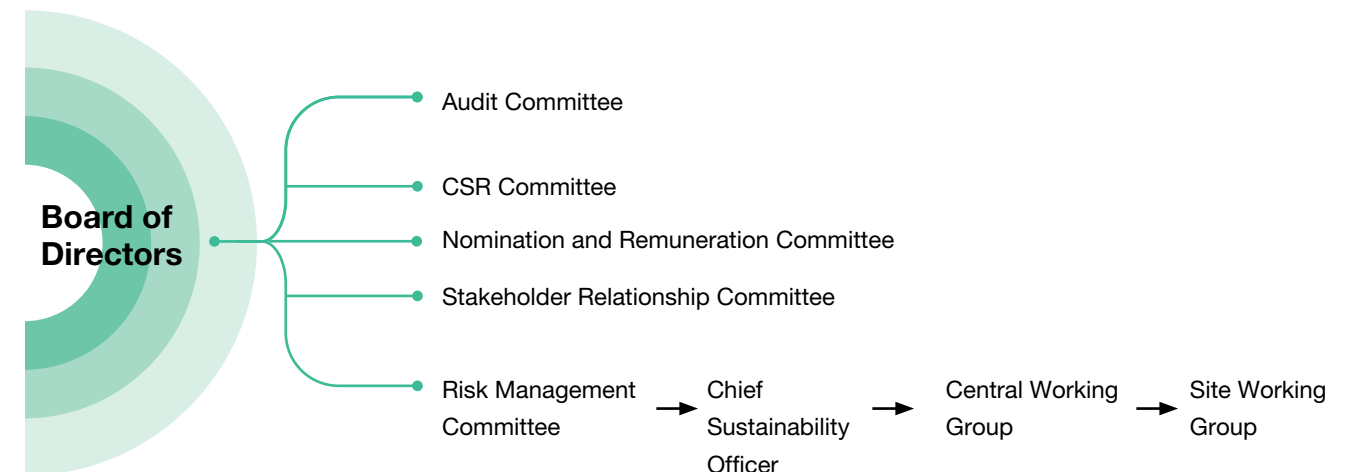 Board of
Directors
Audit Committee
CSR Committee
Nomination and Remuneration Committee
Stakeholder Relationship Committee
Risk Management
Committee
Chief
Sustainability
Officer
Central Working
Group
Site Working
Group